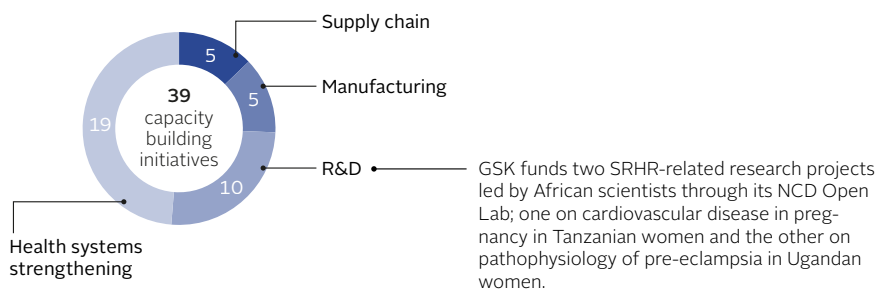 Supply chain
5
Manufacturing
5
39
capacity
building
initiatives
19
R&D
10
GSK funds two SRHR-related research projects
led by African scientists through its NCD Open
Lab; one on cardiovascular disease in preg-
nancy in Tanzanian women and the other on
pathophysiology of pre-eclampsia in Ugandan
women.
Health systems
strengthening